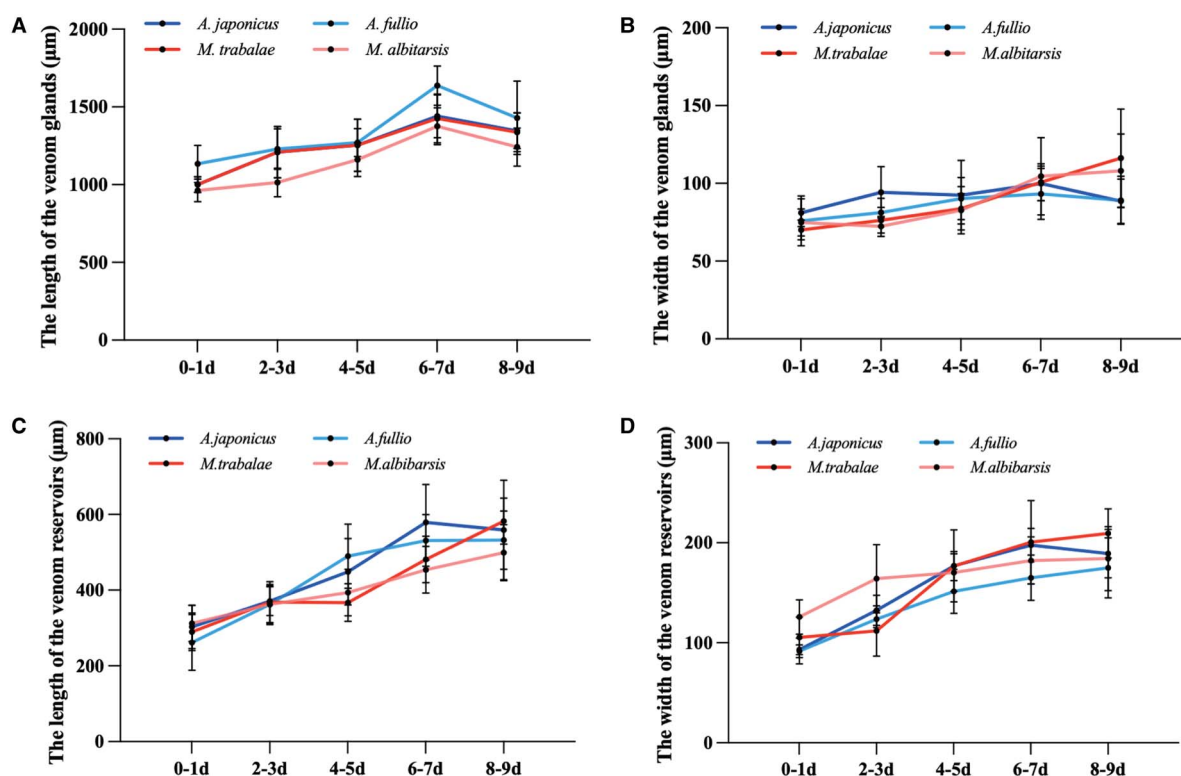 A
The length of the venom glands (μm)
2000
1500
1000
500
0
A. japonicus A. fullio
M. trabalae M. albitarsis
0-1d 2-3d 4-5d 6-7d 8-9d
B
The width of the venom glands (μm)
200
150
100
50
0
A.japonicus A.fullio
M.trabalae M.albitarsis
0-1d 2-3d 4-5d 6-7d 8-9d
C
The length of the venom reservoirs (μm)
800
600
400
200
0
A.japonicus A.fullio
M.trabalae M.albibarsis
0-1d 2-3d 4-5d 6-7d 8-9d
D
The width of the venom reservoirs (μm)
300
200
100
0
A.japonicus A.fullio
M.trabalae M.albibarsis
0-1d 2-3d 4-5d 6-7d 8-9d